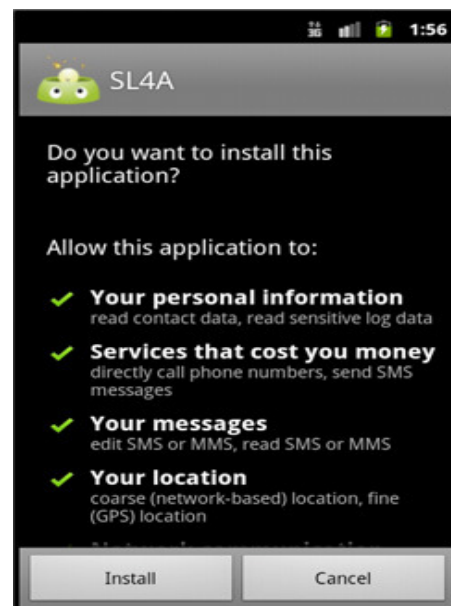 3G 1:56
SL4A
Do you want to install this
application?
Allow this application to:
Your personal information
read contact data, read sensitive log data
Services that cost you money
directly call phone numbers, send SMS
messages
Your messages
edit SMS or MMS, read SMS or MMS
Your location
coarse (network-based) location, fine
(GPS) location
Install Cancel